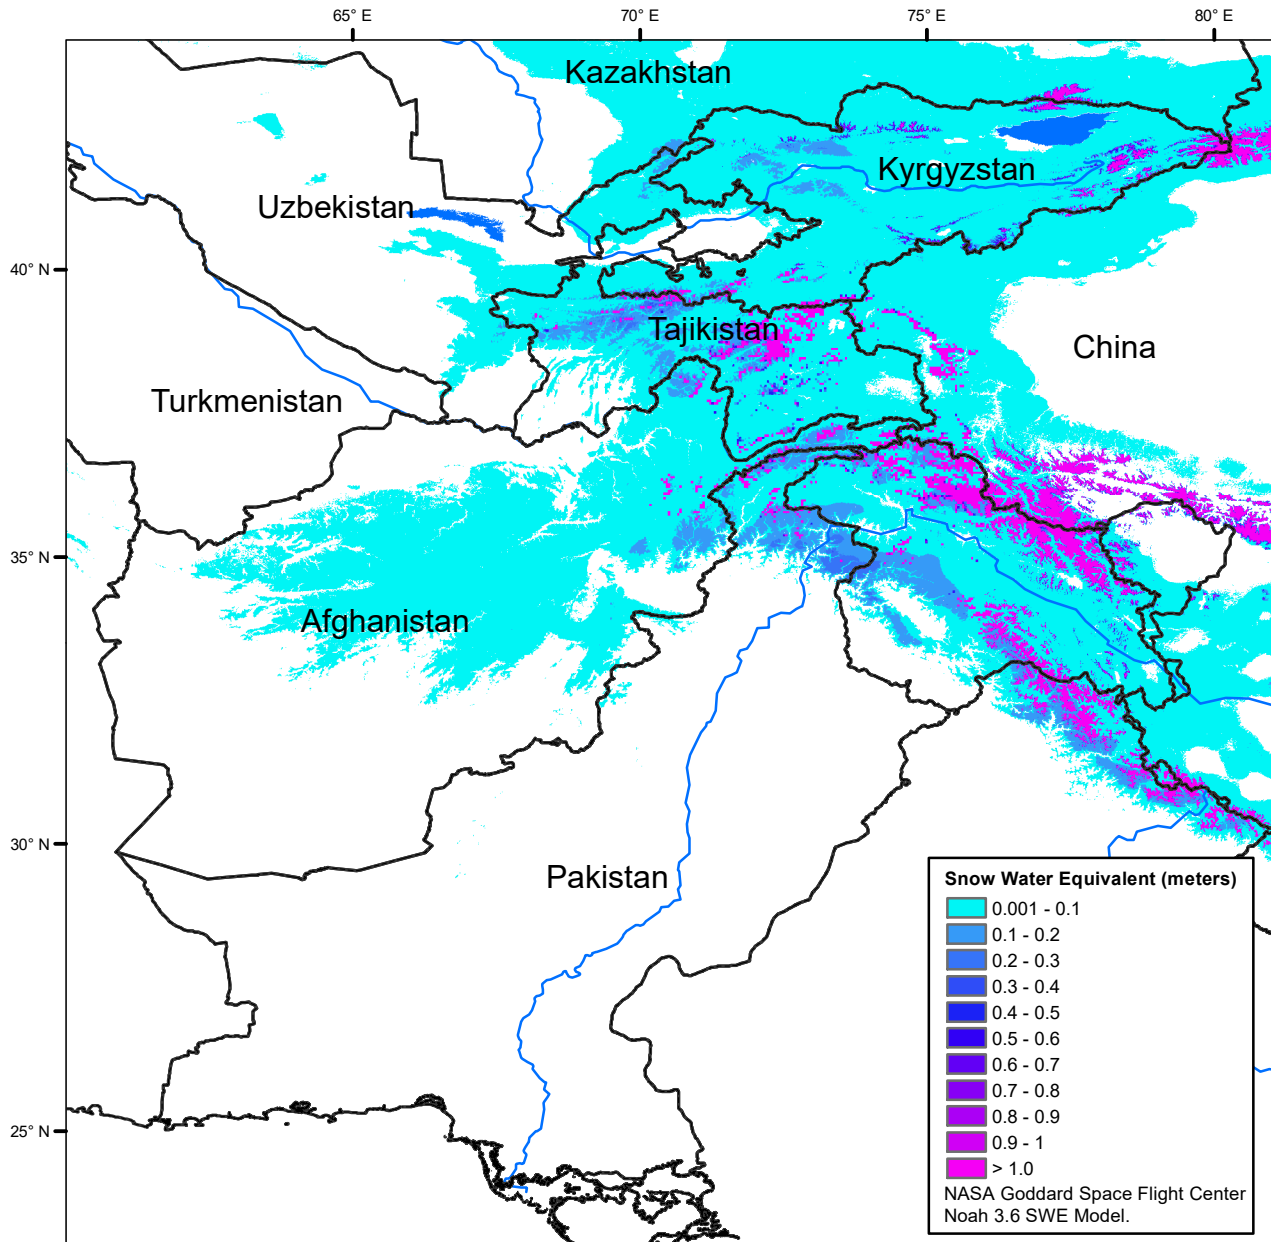 65° E
70° E
75° E
80° E
Kazakhstan
Kyrgyzstan
Uzbekistan
40° N
Tajikistan
China
Turkmenistan
35° N
Afghanistan
30° N
Pakistan
25° N
Snow Water Equivalent (meters)
0.001 - 0.1
0.1 - 0.2
0.2 - 0.3
0.3 - 0.4
0.4 - 0.5
0.5 - 0.6
0.6 - 0.7
0.7 - 0.8
0.8 - 0.9
0.9 - 1
> 1.0
NASA Goddard Space Flight Center
Noah 3.6 SWE Model.